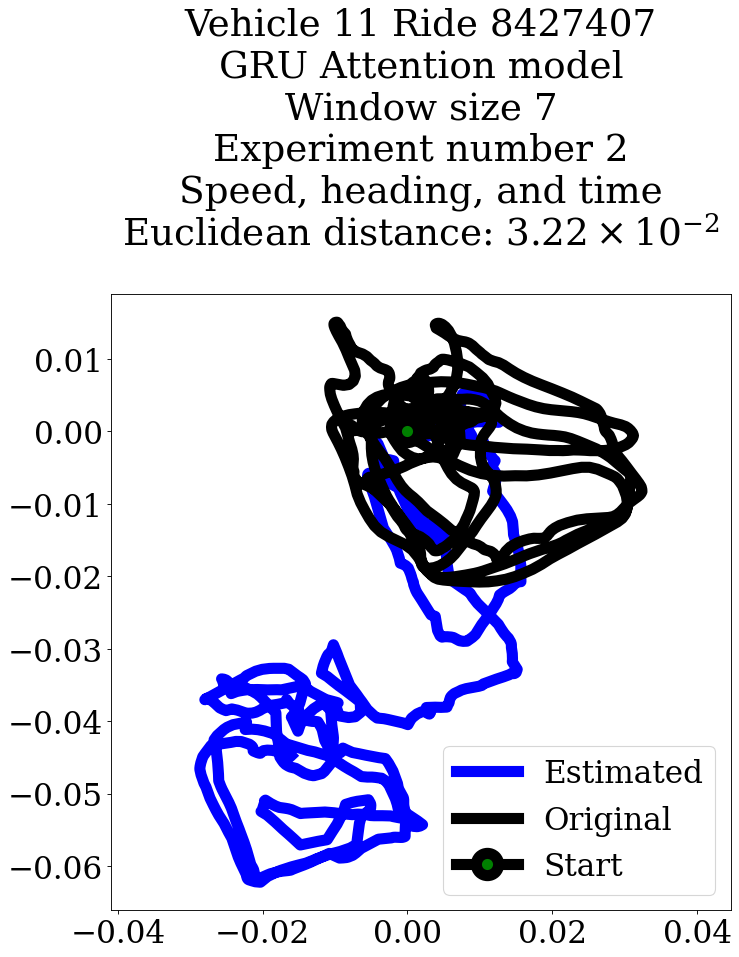 Vehicle 11 Ride 8427407
GRU Attention model
Window size 7
Experiment number 2
Speed, heading, and time
Euclidean distance: 3.22 × 10⁻²
0.01
0.00
−0.01
−0.02
−0.03
−0.04
−0.05
−0.06
Estimated
Original
Start
−0.04 −0.02 0.00 0.02 0.04